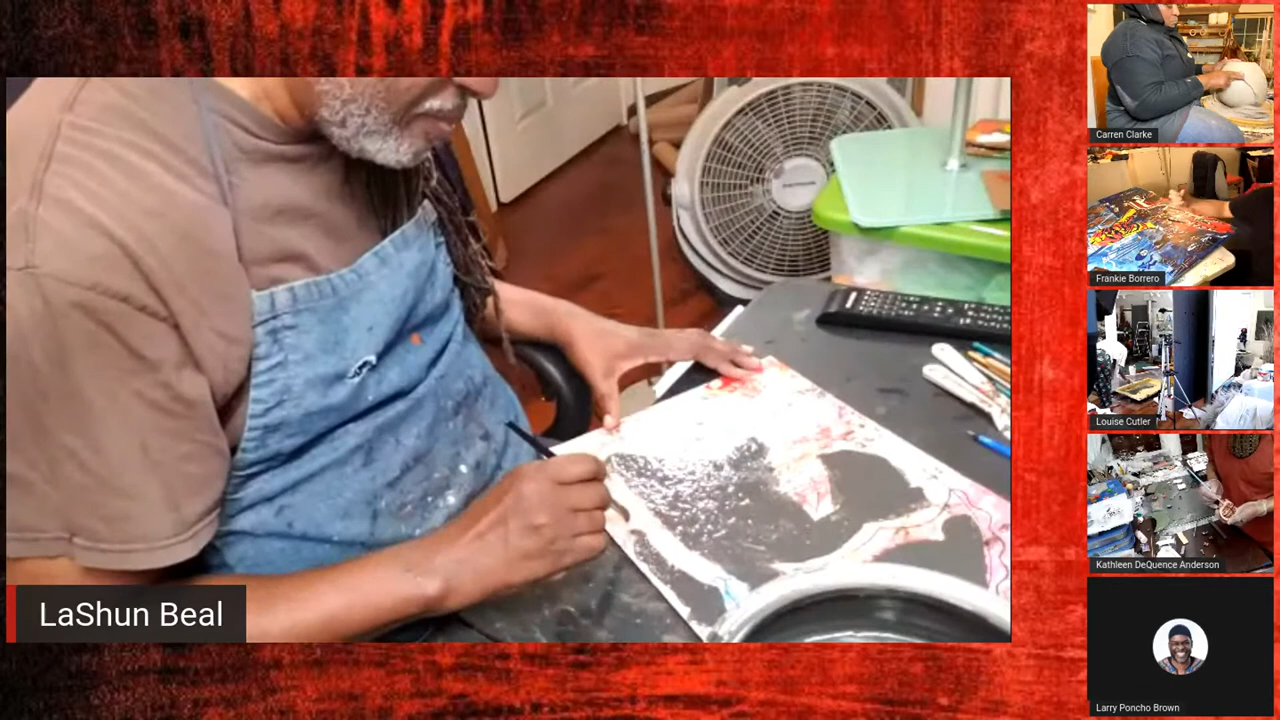 LaShun Beal
Carren Clarke
Frankie Borrero
Louise Cutler
Kathleen DeQuence Anderson
Larry Poncho Brown